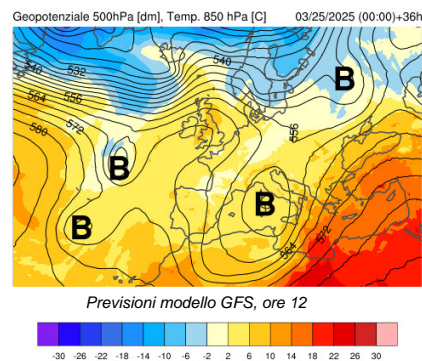 Geopotenziale 500hPa [dm], Temp. 850 hPa [C] 03/25/2025 (00:00)+36h
540 532 540
564 556
580 572
556
B
B
B
B
564 572
Previsioni modello GFS, ore 12
-30 -26 -22 -18 -14 -10 -6 -2 2 6 10 14 18 22 26 30